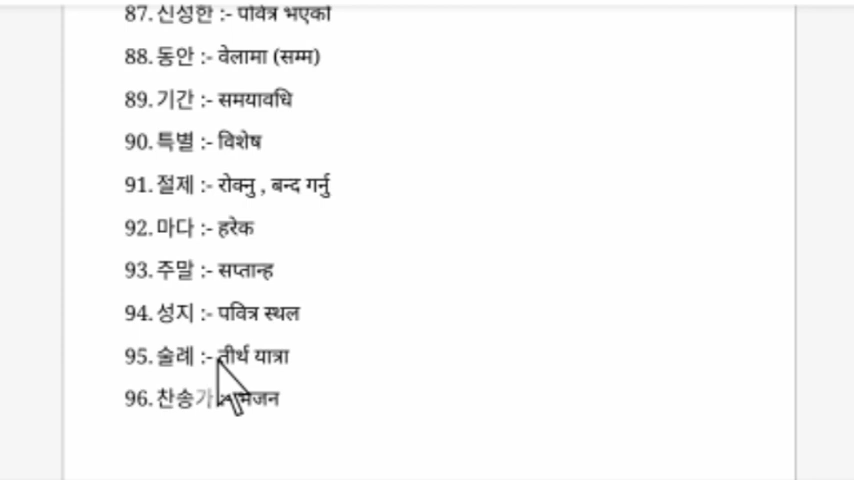 87. 신성한 :- पवित्र भएको
88. 동안 :- वेलामा (सम्म)
89. 기간 :- समयावधि
90. 특별 :- विशेष
91. 절제 :- रोक्नु , बन्द गर्नु
92. 마다 :- हरेक
93. 주말 :- सप्तान्ह
94. 성지 :- पवित्र स्थल
95. 술례 :- तीर्थ यात्रा
96. 찬송가